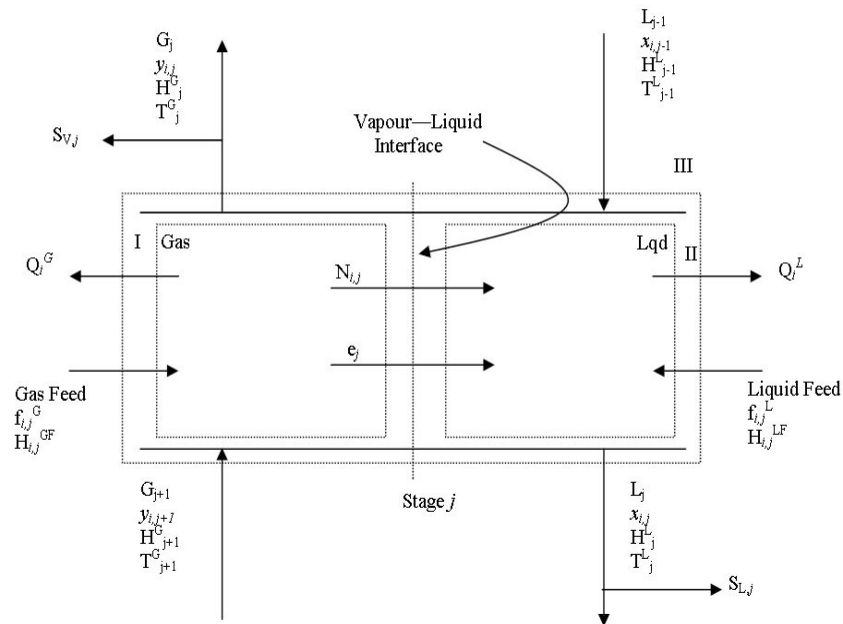 G_j
y_{i,j}
H^G_j
T^G_j
L_{j-1}
x_{i,j-1}
H^L_{j-1}
T^L_{j-1}
S_{V,j}
Vapour—Liquid
Interface
III
I
Gas
Lqd
II
Q_i^G
N_{i,j}
Q_i^L
e_j
Gas Feed
f_{i,j}^G
H_{i,j}^{GF}
Liquid Feed
f_{i,j}^L
H_{i,j}^{LF}
G_{j+1}
y_{i,j+1}
H^G_{j+1}
T^G_{j+1}
Stage j
L_j
x_{i,j}
H^L_j
T^L_j
S_{L,j}